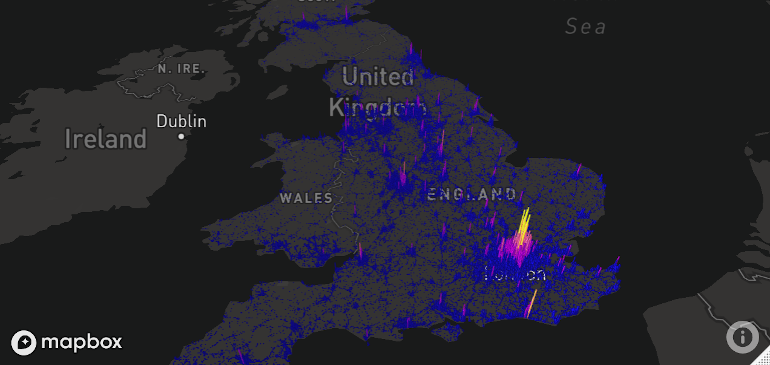 Sea
N. IRE.
United
Kingdom
Dublin
Ireland
WALES
ENGLAND
London
mapbox
i